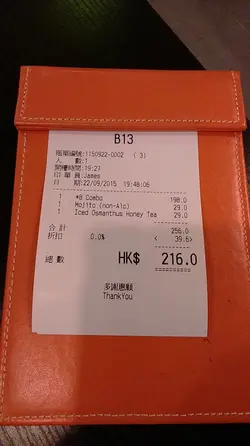 B13
賬單編號:1150922-0002 (3)
人 數:1
開檯時間:19:27
印單員:James
日 期:22/09/2015 19:48:06
1 *B Combo 198.0
1 Mojito (non-Alc) 29.0
1 Iced Osmanthus Honey Tea 29.0
合計 256.0
折扣 0.0% < 39.6>
總數 HK$ 216.0
多謝惠顧
ThankYou